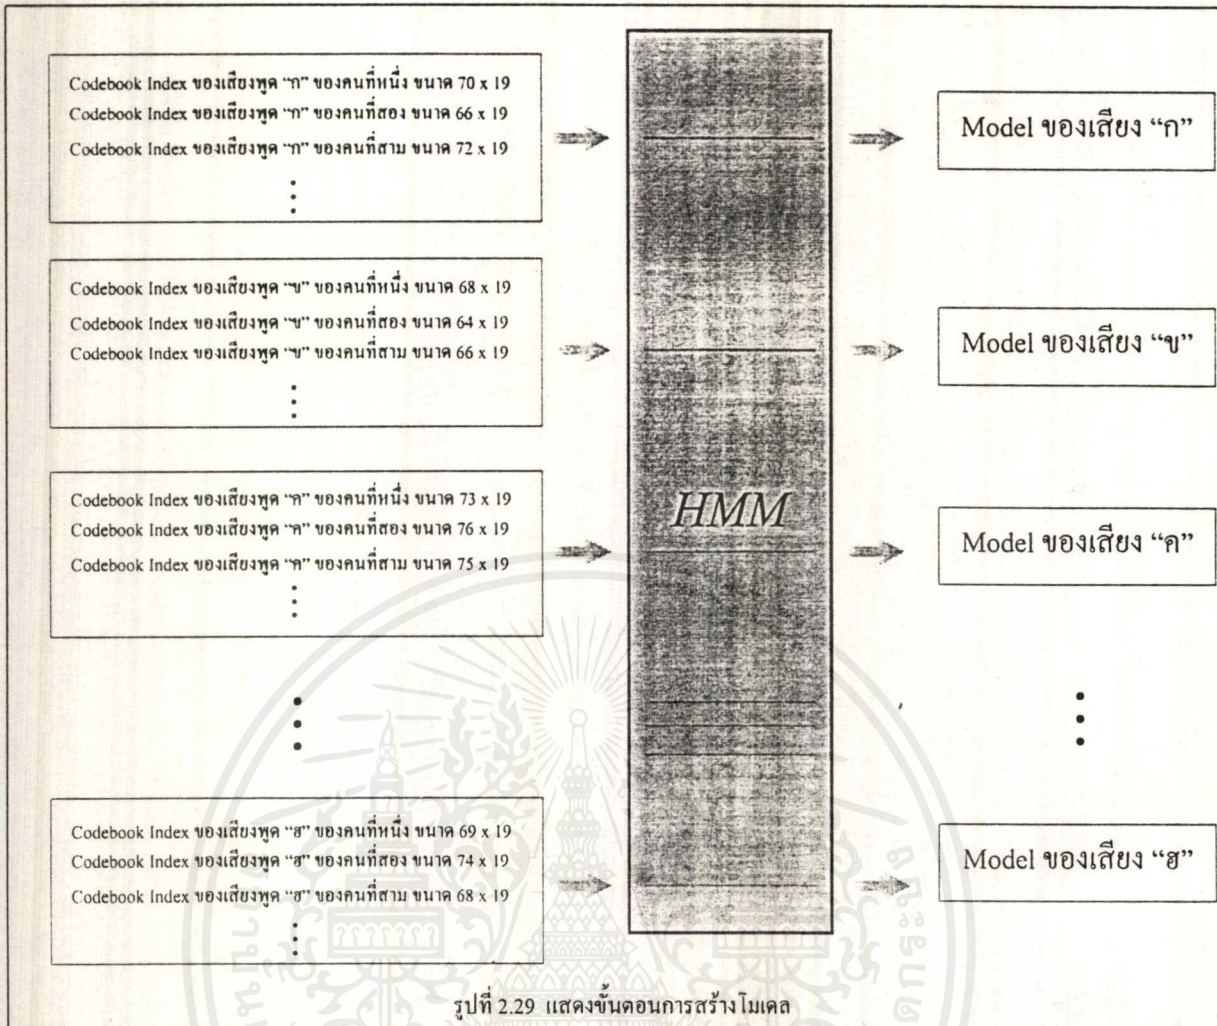 Codebook Index ของเสียงพูด “ก” ของคนที่หนึ่ง ขนาด 70 x 19
Codebook Index ของเสียงพูด “ก” ของคนที่สอง ขนาด 66 x 19
Codebook Index ของเสียงพูด “ก” ของคนที่สาม ขนาด 72 x 19
Model ของเสียง “ก”
Codebook Index ของเสียงพูด “ข” ของคนที่หนึ่ง ขนาด 68 x 19
Codebook Index ของเสียงพูด “ข” ของคนที่สอง ขนาด 64 x 19
Codebook Index ของเสียงพูด “ข” ของคนที่สาม ขนาด 66 x 19
Model ของเสียง “ข”
Codebook Index ของเสียงพูด “ค” ของคนที่หนึ่ง ขนาด 73 x 19
Codebook Index ของเสียงพูด “ค” ของคนที่สอง ขนาด 76 x 19
Codebook Index ของเสียงพูด “ค” ของคนที่สาม ขนาด 75 x 19
HMM
Model ของเสียง “ค”
Codebook Index ของเสียงพูด “ฮ” ของคนที่หนึ่ง ขนาด 69 x 19
Codebook Index ของเสียงพูด “ฮ” ของคนที่สอง ขนาด 74 x 19
Codebook Index ของเสียงพูด “ฮ” ของคนที่สาม ขนาด 68 x 19
Model ของเสียง “ฮ”
รูปที่ 2.29 แสดงขั้นตอนการสร้างโมเดล